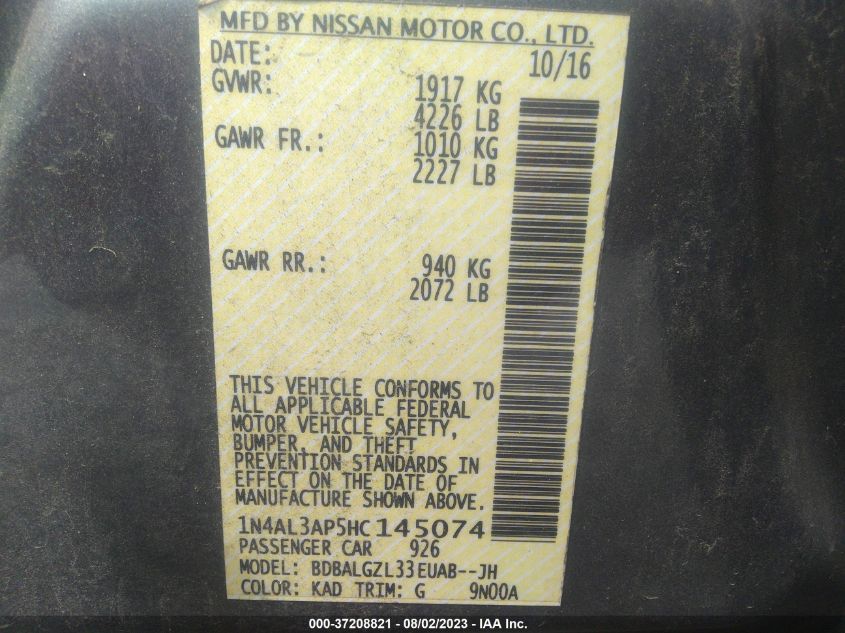 MFD BY NISSAN MOTOR CO., LTD.
DATE: 10/16
GVWR: 1917 KG
4226 LB
GAWR FR.: 1010 KG
2227 LB
GAWR RR.: 940 KG
2072 LB
THIS VEHICLE CONFORMS TO
ALL APPLICABLE FEDERAL
MOTOR VEHICLE SAFETY,
BUMPER, AND THEFT
PREVENTION STANDARDS IN
EFFECT ON THE DATE OF
MANUFACTURE SHOWN ABOVE.
1N4AL3AP5HC145074
PASSENGER CAR 926
MODEL: BDBALGZL33EUAB--JH
COLOR: KAD TRIM: G 9N00A
000-37208821 - 08/02/2023 - IAA Inc.